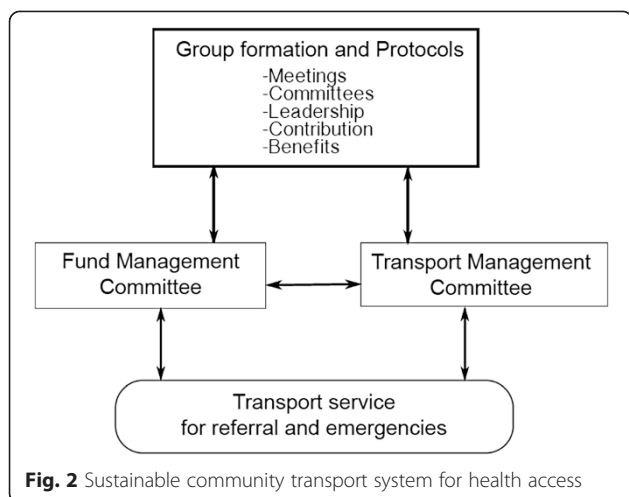 Group formation and Protocols
-Meetings
-Committees
-Leadership
-Contribution
-Benefits
Fund Management
Committee
Transport Management
Committee
Transport service
for referral and emergencies
Fig. 2 Sustainable community transport system for health access